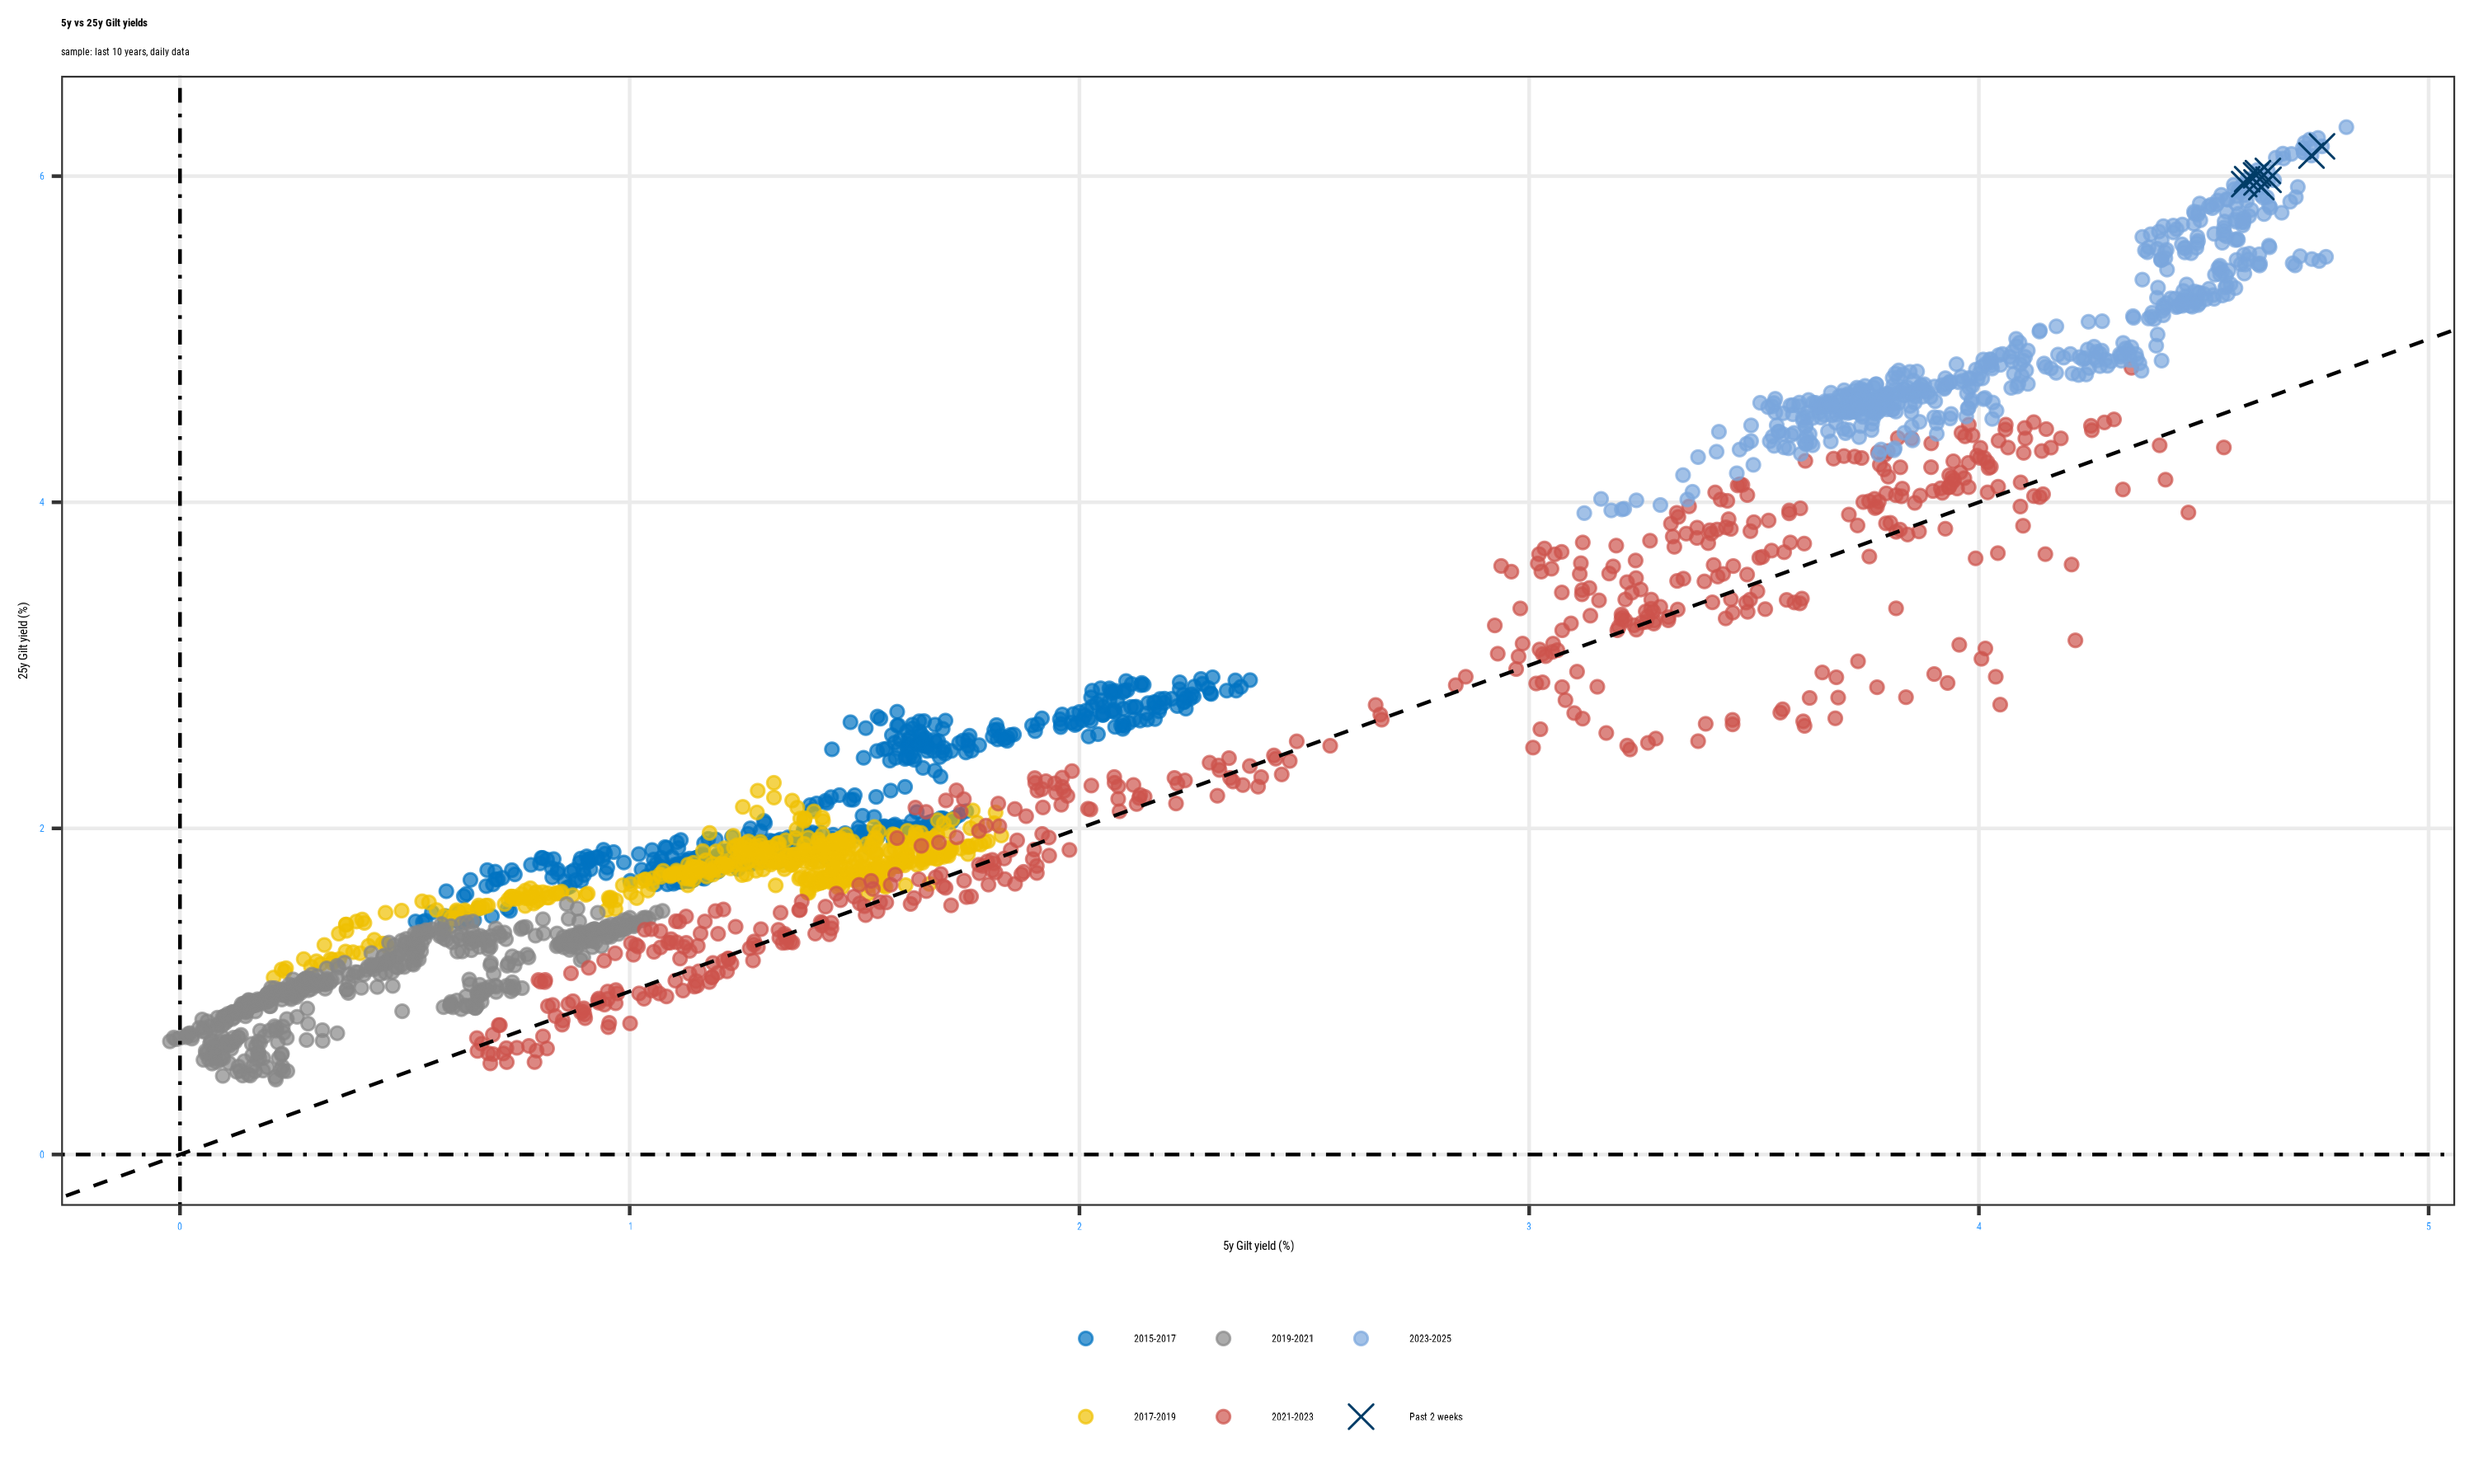 5y vs 25y Gilt yields
sample: last 10 years, daily data
25y Gilt yield (%)
6
4
2
0
0 1 2 3 4 5
5y Gilt yield (%)
2015-2017 2019-2021 2023-2025
2017-2019 2021-2023 Past 2 weeks